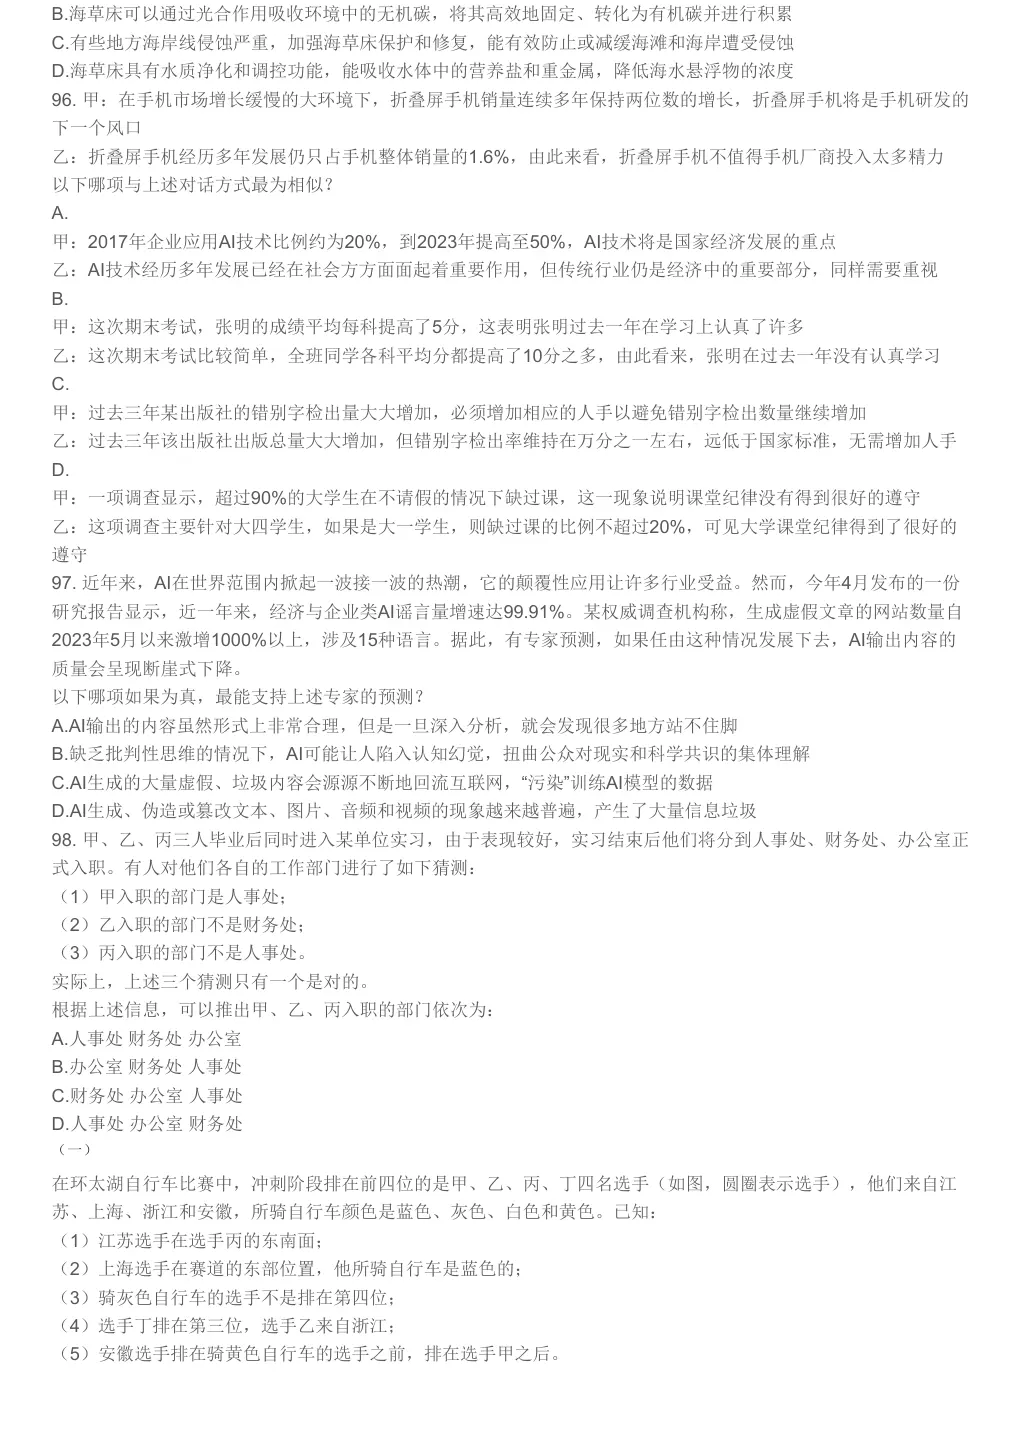 B.海草床可以通过光合作用吸收环境中的无机碳，将其高效地固定、转化为有机碳并进行积累
C.有些地方海岸线侵蚀严重，加强海草床保护和修复，能有效防止或减缓海滩和海岸遭受侵蚀
D.海草床具有水质净化和调控功能，能吸收水体中的营养盐和重金属，降低海水悬浮物的浓度
96. 甲：在手机市场增长缓慢的大环境下，折叠屏手机销量连续多年保持两位数的增长，折叠屏手机将是手机研发的
下一个风口
乙：折叠屏手机经历多年发展仍只占手机整体销量的1.6%，由此来看，折叠屏手机不值得手机厂商投入太多精力
以下哪项与上述对话方式最为相似？
A.
甲：2017年企业应用AI技术比例约为20%，到2023年提高至50%，AI技术将是国家经济发展的重点
乙：AI技术经历多年发展已经在社会方方面面起着重要作用，但传统行业仍是经济中的重要部分，同样需要重视
B.
甲：这次期末考试，张明的成绩平均每科提高了5分，这表明张明过去一年在学习上认真了许多
乙：这次期末考试比较简单，全班同学各科平均分都提高了10分之多，由此看来，张明在过去一年没有认真学习
C.
甲：过去三年某出版社的错别字检出量大大增加，必须增加相应的人手以避免错别字检出数量继续增加
乙：过去三年该出版社出版总量大大增加，但错别字检出率维持在万分之一左右，远低于国家标准，无需增加人手
D.
甲：一项调查显示，超过90%的大学生在不请假的情况下缺过课，这一现象说明课堂纪律没有得到很好的遵守
乙：这项调查主要针对大四学生，如果是大一学生，则缺过课的比例不超过20%，可见大学课堂纪律得到了很好的
遵守
97. 近年来，AI在世界范围内掀起一波接一波的热潮，它的颠覆性应用让许多行业受益。然而，今年4月发布的一份
研究报告显示，近一年来，经济与企业类AI谣言量增速达99.91%。某权威调查机构称，生成虚假文章的网站数量自
2023年5月以来激增1000%以上，涉及15种语言。据此，有专家预测，如果任由这种情况发展下去，AI输出内容的
质量会呈现断崖式下降。
以下哪项如果为真，最能支持上述专家的预测？
A.AI输出的内容虽然形式上非常合理，但是一旦深入分析，就会发现很多地方站不住脚
B.缺乏批判性思维的情况下，AI可能让人陷入认知幻觉，扭曲公众对现实和科学共识的集体理解
C.AI生成的大量虚假、垃圾内容会源源不断地回流互联网，“污染”训练AI模型的数据
D.AI生成、伪造或篡改文本、图片、音频和视频的现象越来越普遍，产生了大量信息垃圾
98. 甲、乙、丙三人毕业后同时进入某单位实习，由于表现较好，实习结束后他们将分到人事处、财务处、办公室正
式入职。有人对他们各自的工作部门进行了如下猜测：
（1）甲入职的部门是人事处；
（2）乙入职的部门不是财务处；
（3）丙入职的部门不是人事处。
实际上，上述三个猜测只有一个是对的。
根据上述信息，可以推出甲、乙、丙入职的部门依次为：
A.人事处 财务处 办公室
B.办公室 财务处 人事处
C.财务处 办公室 人事处
D.人事处 办公室 财务处
（一）
在环太湖自行车比赛中，冲刺阶段排在前四位的是甲、乙、丙、丁四名选手（如图，圆圈表示选手），他们来自江
苏、上海、浙江和安徽，所骑自行车颜色是蓝色、灰色、白色和黄色。已知：
（1）江苏选手在选手丙的东南面；
（2）上海选手在赛道的东部位置，他所骑自行车是蓝色的；
（3）骑灰色自行车的选手不是排在第四位；
（4）选手丁排在第三位，选手乙来自浙江；
（5）安徽选手排在骑黄色自行车的选手之前，排在选手甲之后。